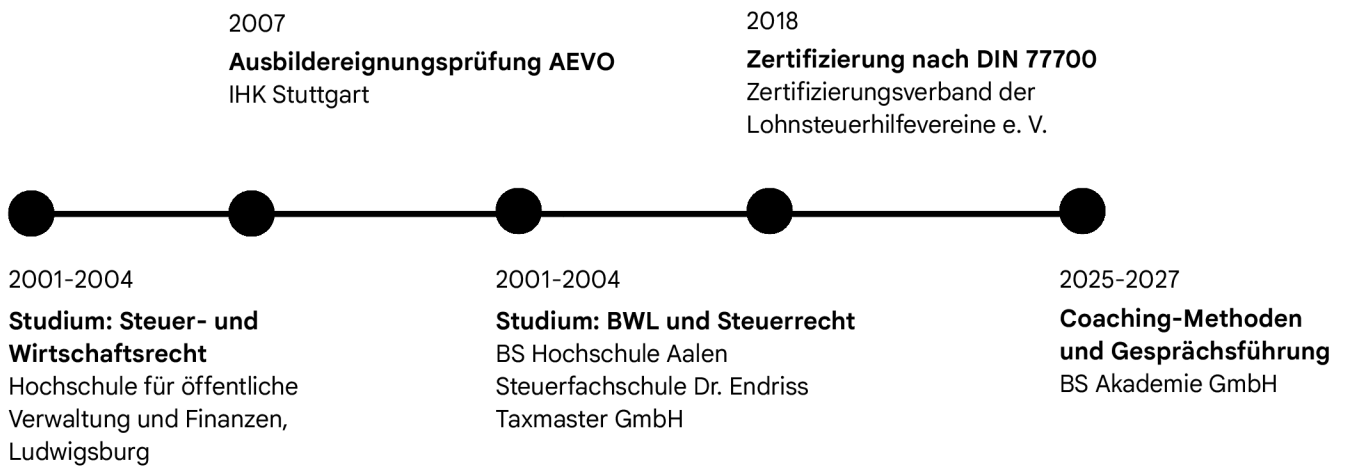 2007
Ausbildereignungsprüfung AEVO
IHK Stuttgart
2018
Zertifizierung nach DIN 77700
Zertifizierungsverband der
Lohnsteuerhilfevereine e. V.
2001-2004
Studium: Steuer- und
Wirtschaftsrecht
Hochschule für öffentliche
Verwaltung und Finanzen,
Ludwigsburg
2001-2004
Studium: BWL und Steuerrecht
BS Hochschule Aalen
Steuerfachschule Dr. Endriss
Taxmaster GmbH
2025-2027
Coaching-Methoden
und Gesprächsführung
BS Akademie GmbH